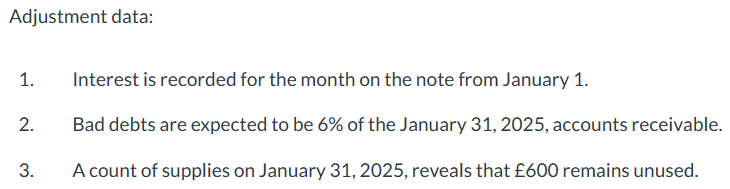 Adjustment data:
1. Interest is recorded for the month on the note from January 1.
2. Bad debts are expected to be 6% of the January 31, 2025, accounts receivable.
3. A count of supplies on January 31, 2025, reveals that £600 remains unused.